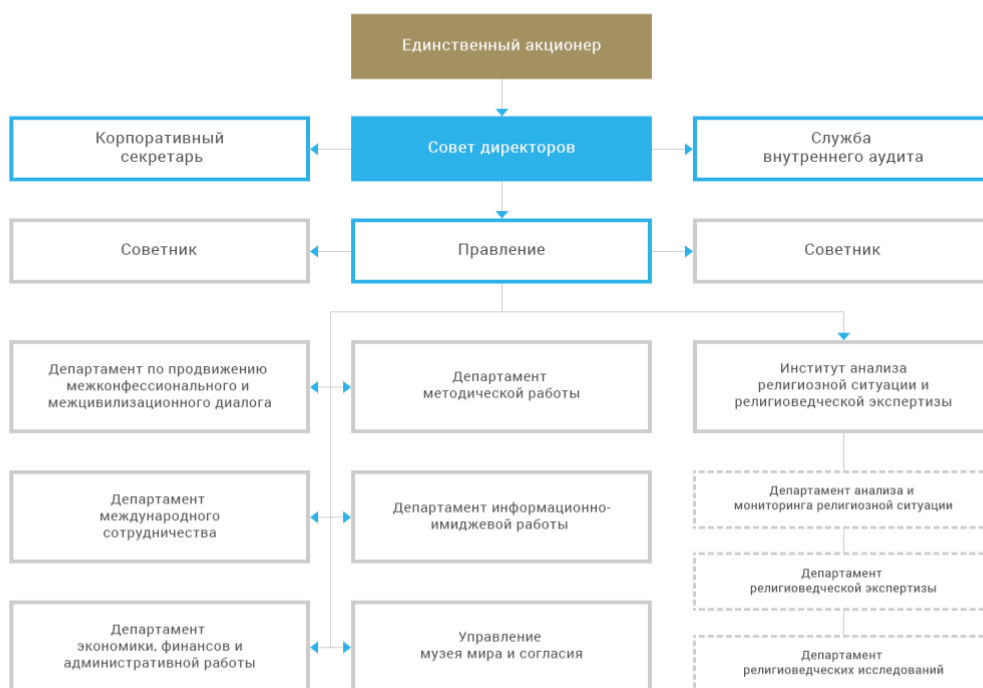 Единственный акционер
Корпоративный
секретарь
Совет директоров
Служба
внутреннего аудита
Советник
Правление
Советник
Департамент по продвижению
межконфессионального и
межцивилизационного диалога
Департамент
методической работы
Институт анализа
религиозной ситуации и
религиоведческой экспертизы
Департамент
международного
сотрудничества
Департамент информационно-
имиджевой работы
Департамент анализа и
мониторинга религиозной ситуации
Департамент
религиоведческой экспертизы
Департамент
экономики, финансов и
административной работы
Управление
музея мира и согласия
Департамент
религиоведческих исследований